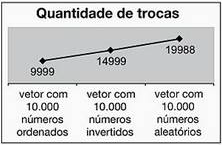 Quantidade de trocas
9999
14999
19988
vetor com 10.000 números ordenados
vetor com 10.000 números invertidos
vetor com 10.000 números aleatórios